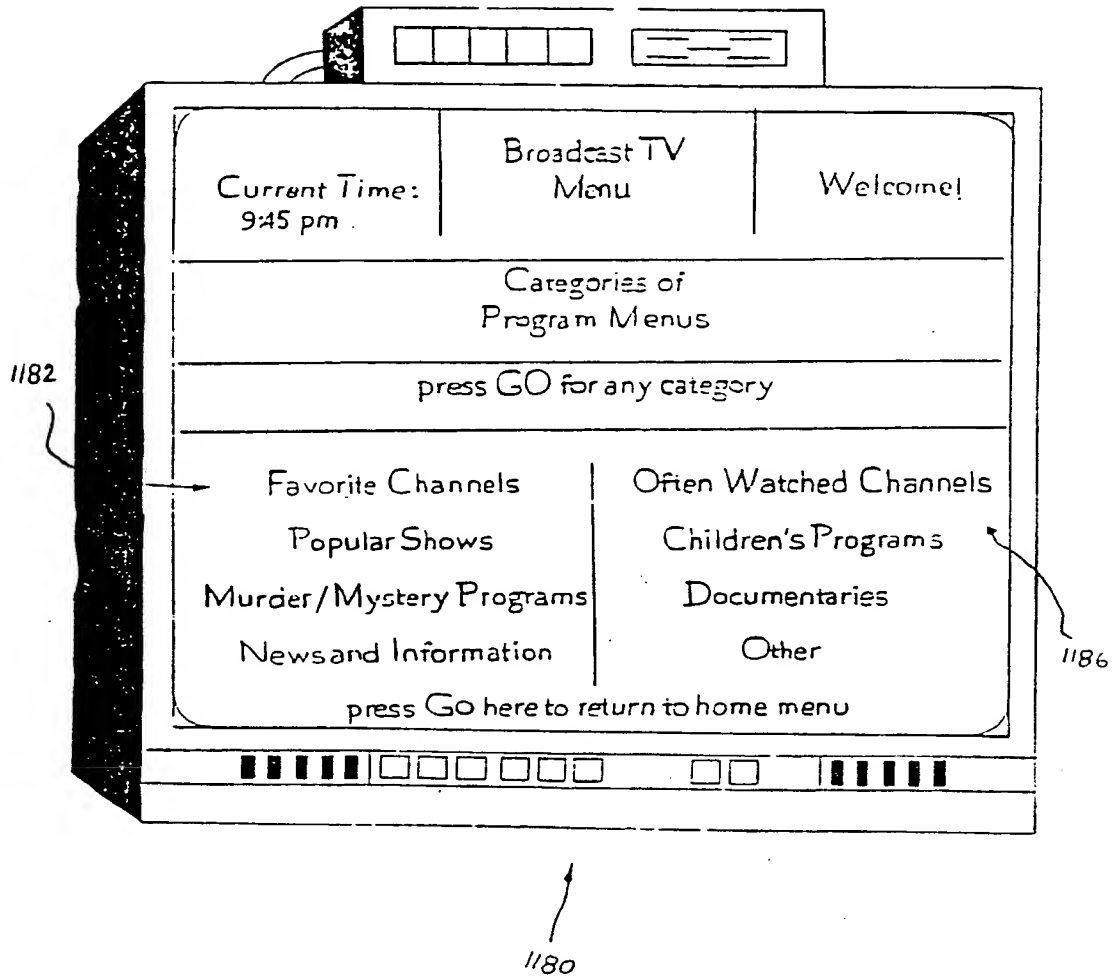 Current Time:
9:45 pm
Broadcast TV
Menu
Welcome!
Categories of
Program Menus
press GO for any category
1182
Favorite Channels
Often Watched Channels
Popular Shows
Children's Programs
Murder/Mystery Programs
Documentaries
News and Information
Other
1186
press Go here to return to home menu
1180